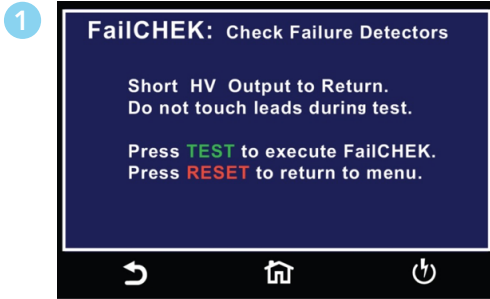 1
FailCHEK: Check Failure Detectors
Short HV Output to Return.
Do not touch leads during test.
Press TEST to execute FailCHEK.
Press RESET to return to menu.